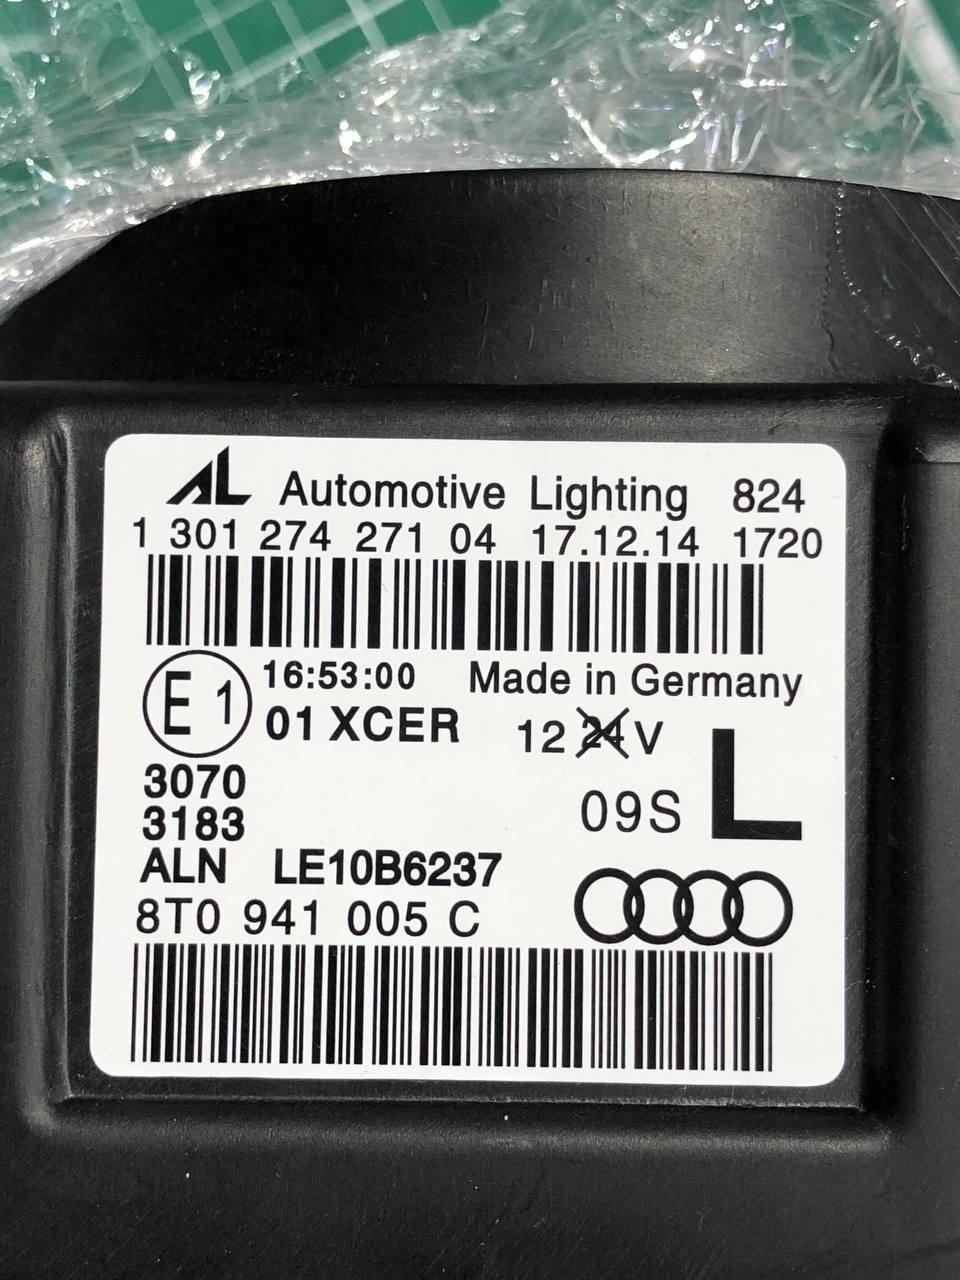 AL Automotive Lighting 824
1 301 274 271 04 17.12.14 1720
E1 16:53:00 Made in Germany
01 XCER 12 24 V
3070
3183 09S L
ALN LE10B6237
8T0 941 005 C